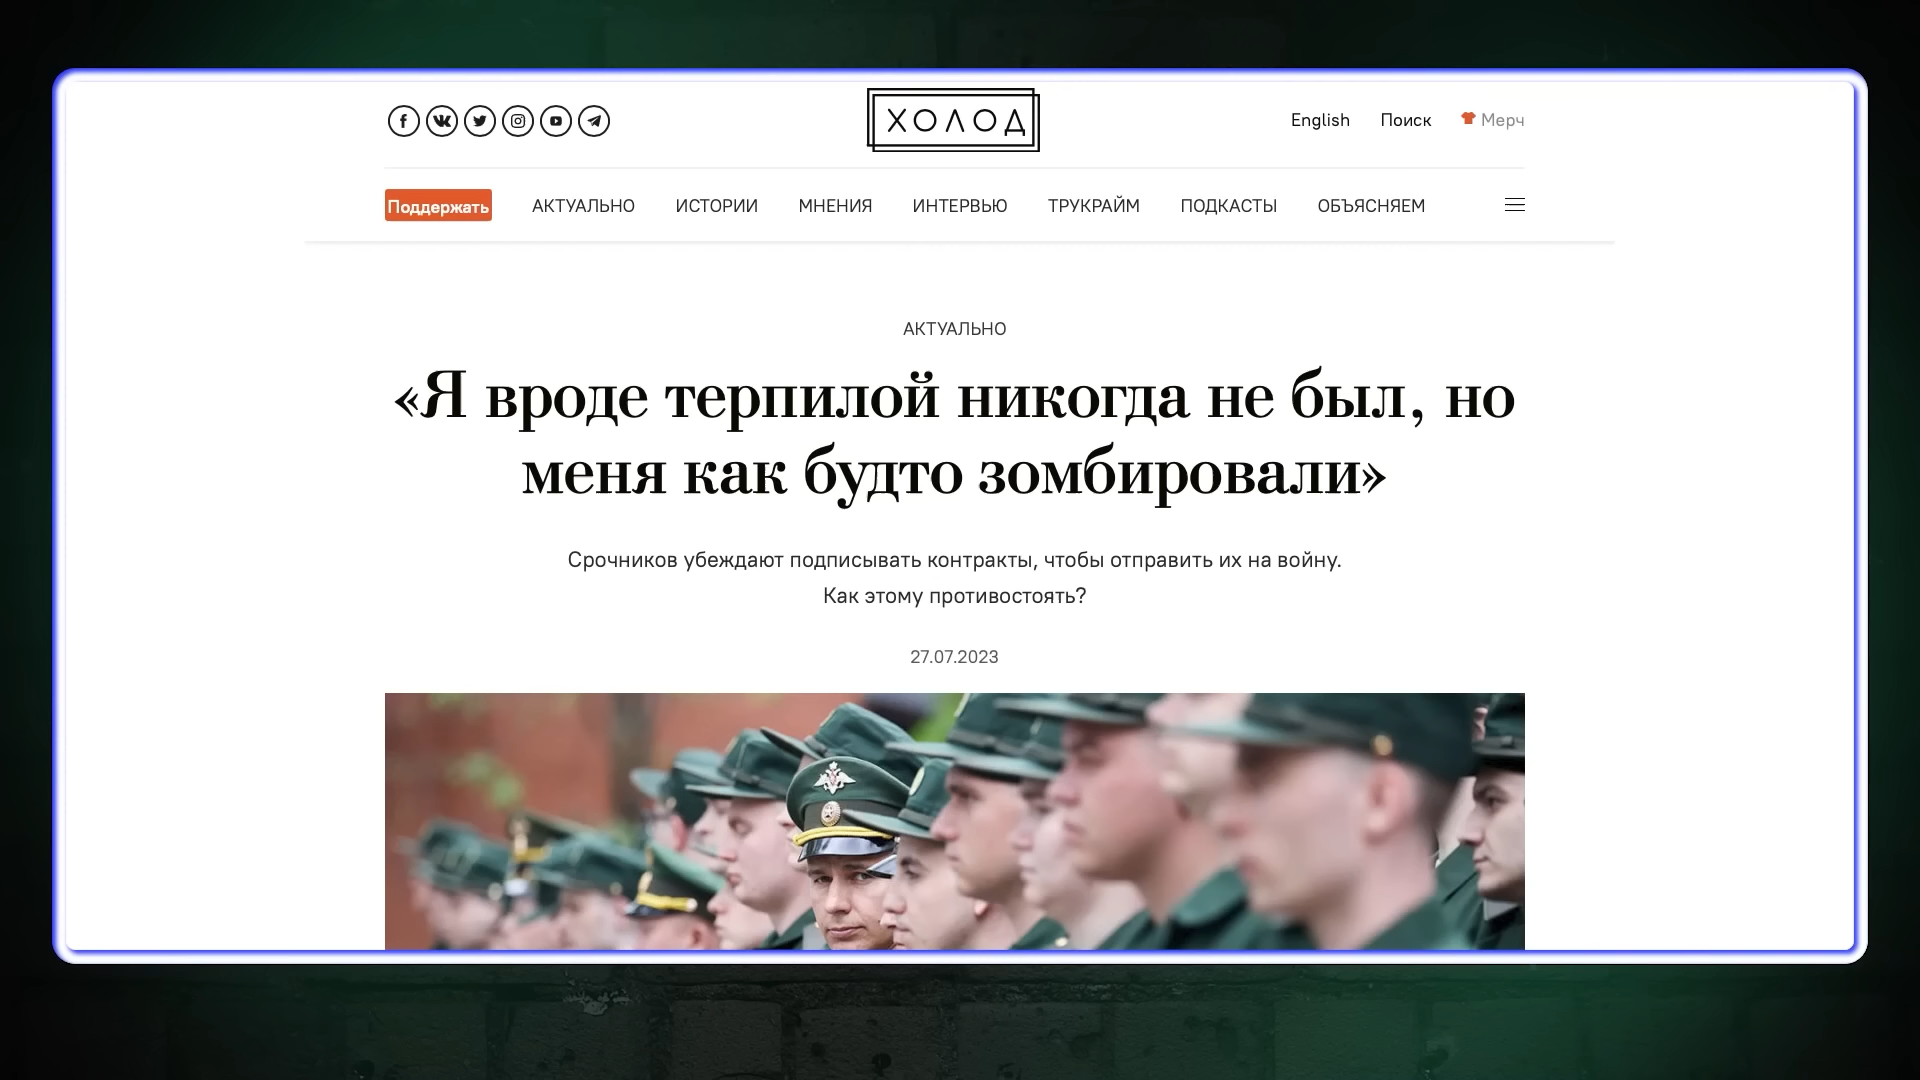 ХОЛОД
English Поиск Мерч
Поддержать АКТУАЛЬНО ИСТОРИИ МНЕНИЯ ИНТЕРВЬЮ ТРУКРАЙМ ПОДКАСТЫ ОБЪЯСНЯЕМ
АКТУАЛЬНО
«Я вроде терпилой никогда не был, но
меня как будто зомбировали»
Срочников убеждают подписывать контракты, чтобы отправить их на войну.
Как этому противостоять?
27.07.2023